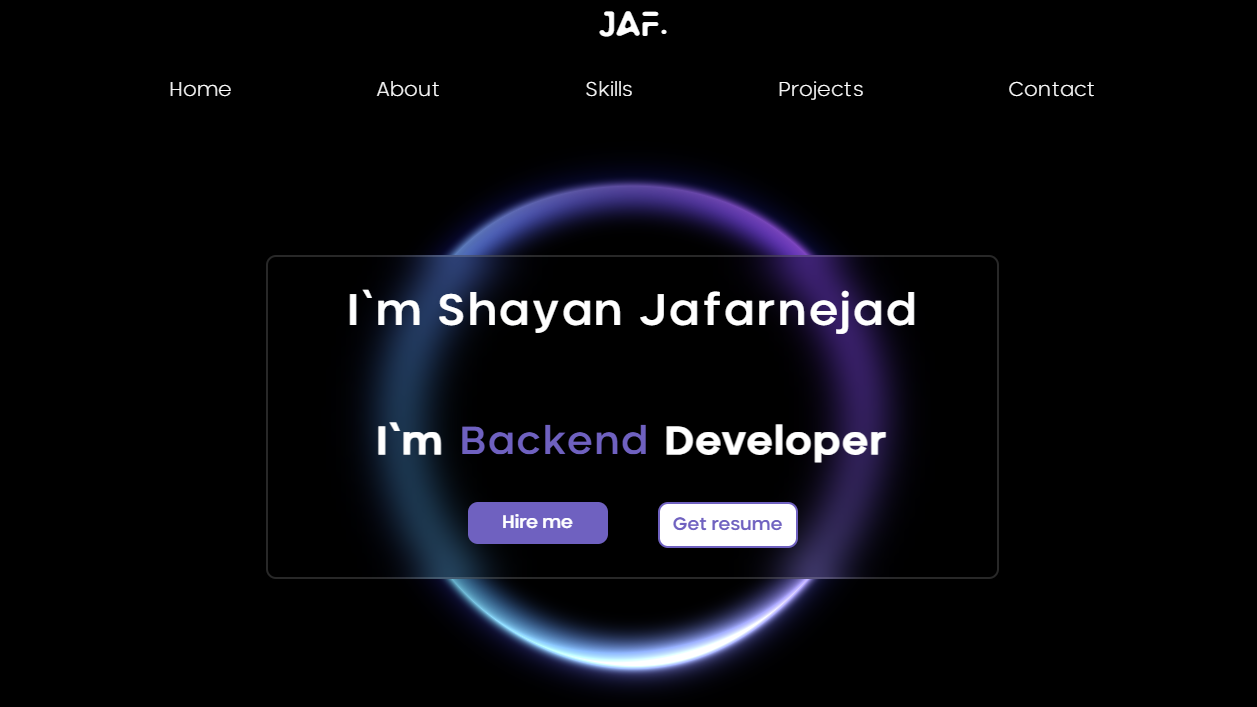 JAF.
Home About Skills Projects Contact
I`m Shayan Jafarnejad
I`m Backend Developer
Hire me Get resume